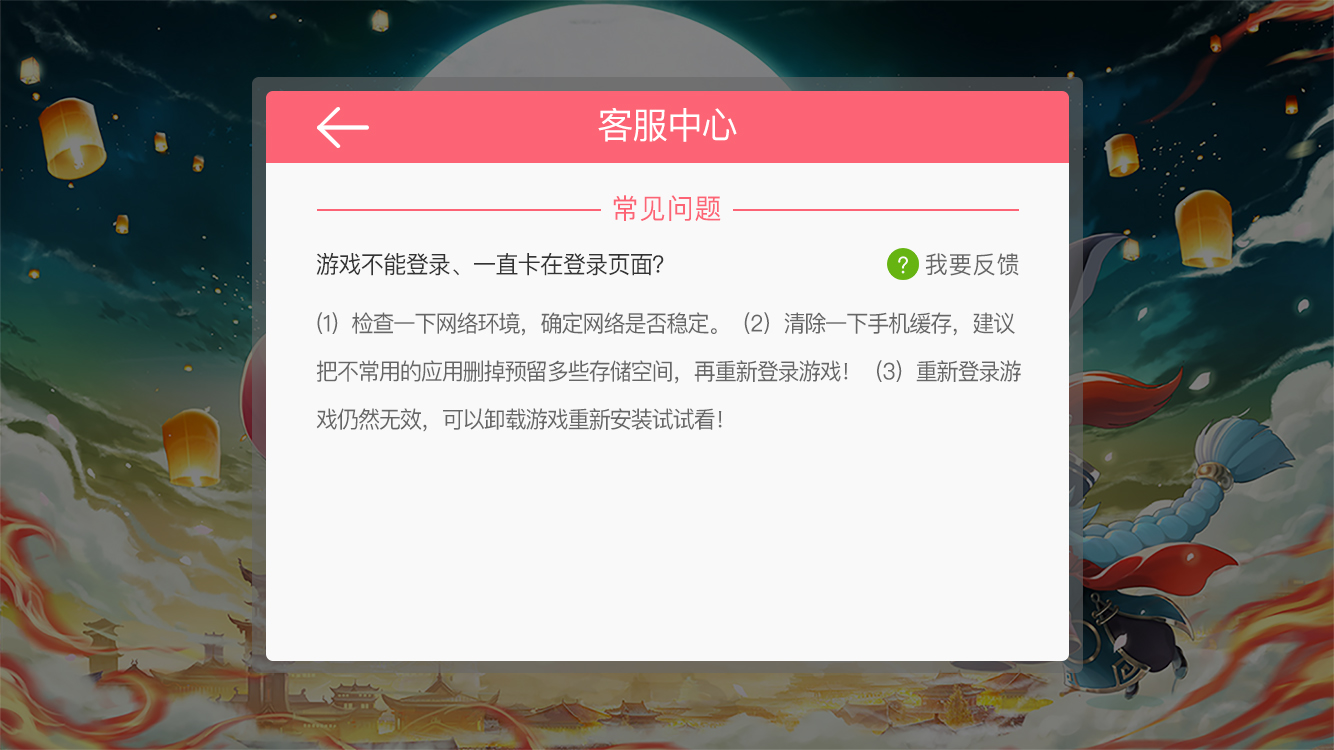 客服中心
常见问题
游戏不能登录、一直卡在登录页面?
? 我要反馈
(1) 检查一下网络环境，确定网络是否稳定。(2) 清除一下手机缓存，建议
把不常用的应用删掉预留多些存储空间，再重新登录游戏！(3) 重新登录游
戏仍然无效，可以卸载游戏重新安装试试看！